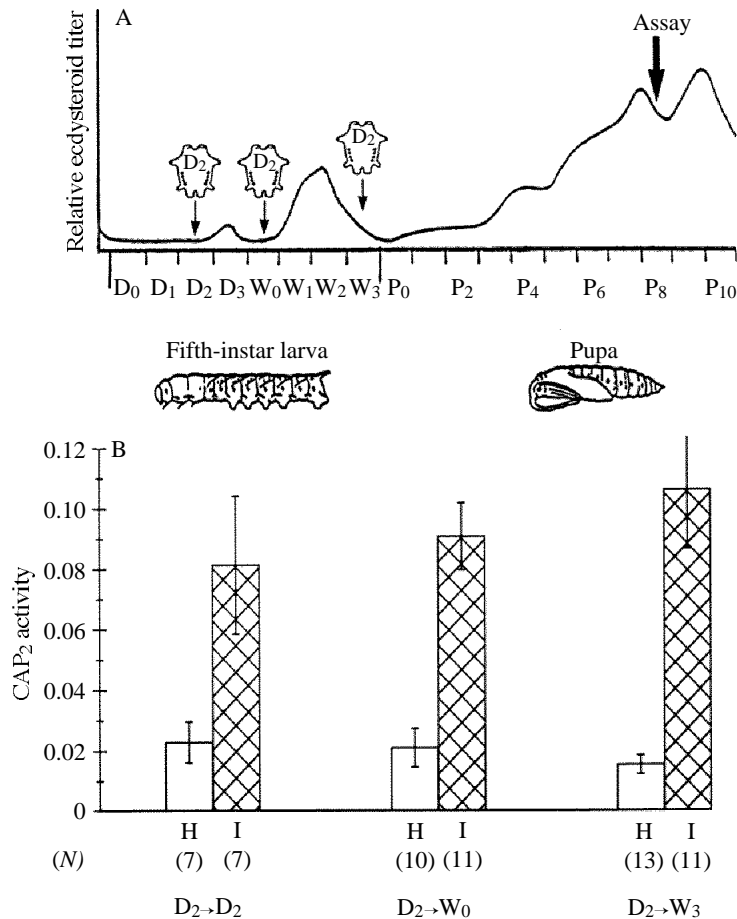 A
Assay
Relative ecdysteroid titer
D2 D2 D2
D0 D1 D2 D3 W0 W1 W2 W3 P0 P2 P4 P6 P8 P10
Fifth-instar larva Pupa
B
CAP2 activity
0.12
0.10
0.08
0.06
0.04
0.02
0
H I H I H I
(N) (7) (7) (10) (11) (13) (11)
D2→D2 D2→W0 D2→W3